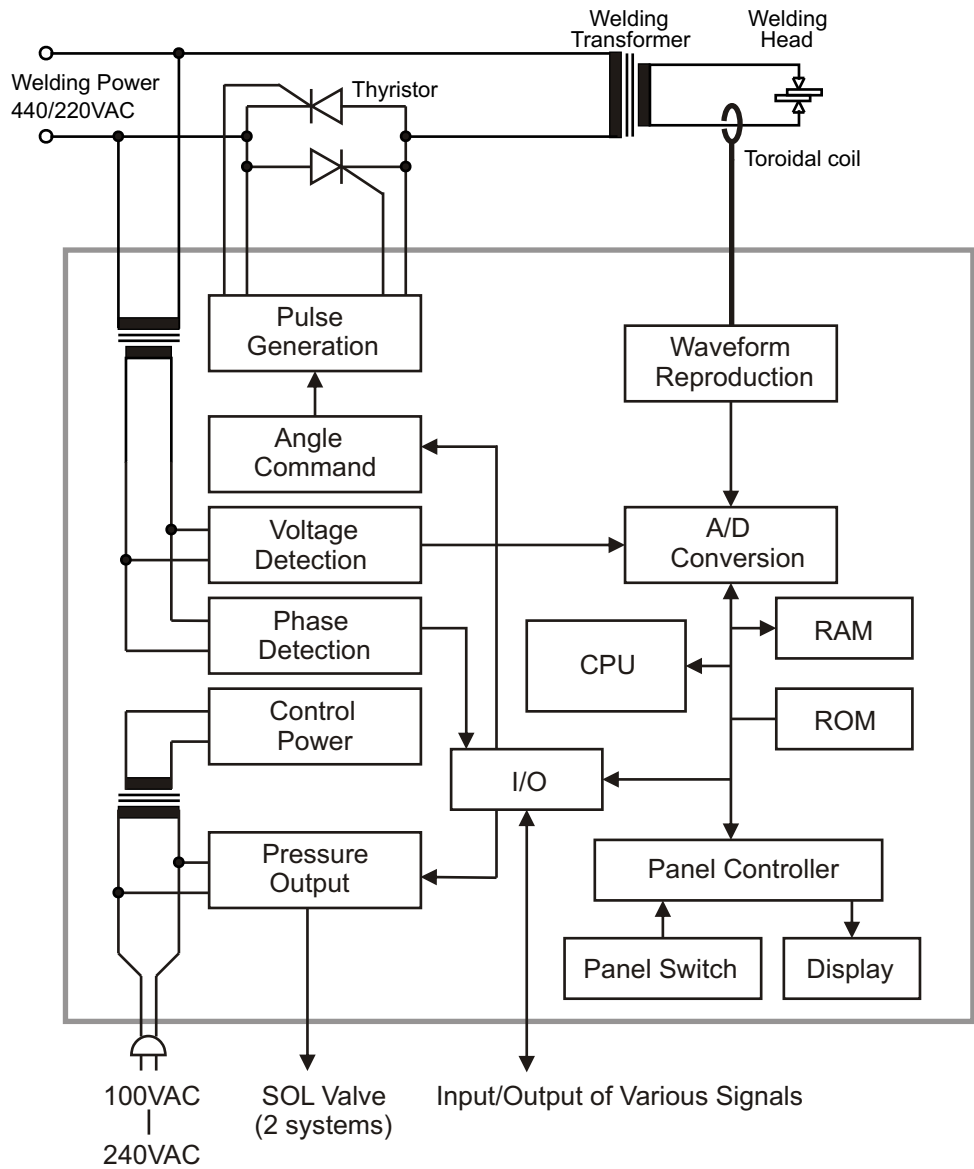 Welding
Transformer
Welding
Head
Welding Power
440/220VAC
Thyristor
Toroidal coil
Pulse
Generation
Waveform
Reproduction
Angle
Command
Voltage
Detection
A/D
Conversion
Phase
Detection
CPU
RAM
Control
Power
ROM
I/O
Pressure
Output
Panel Controller
Panel Switch
Display
100VAC
240VAC
SOL Valve
(2 systems)
Input/Output of Various Signals